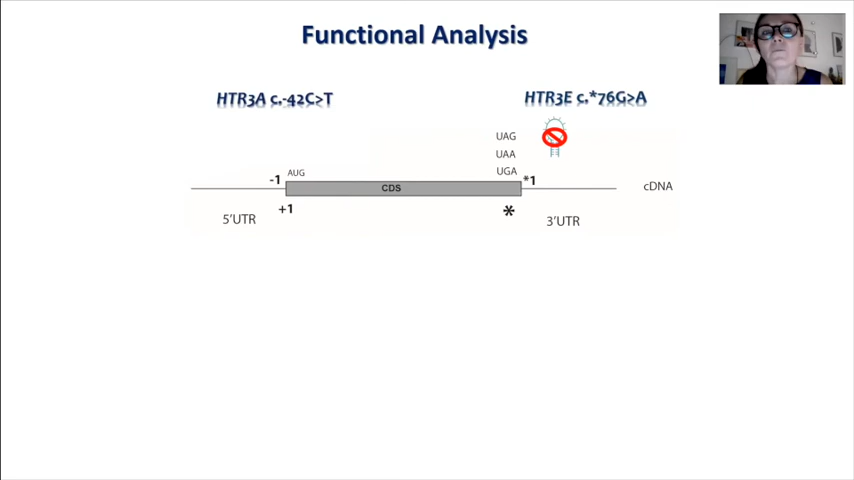 Functional Analysis
HTR3A c.-42C>T
HTR3E c.*76G>A
UAG
UAA
UGA
-1
AUG
*1
CDS
cDNA
+1
*
5'UTR
3'UTR